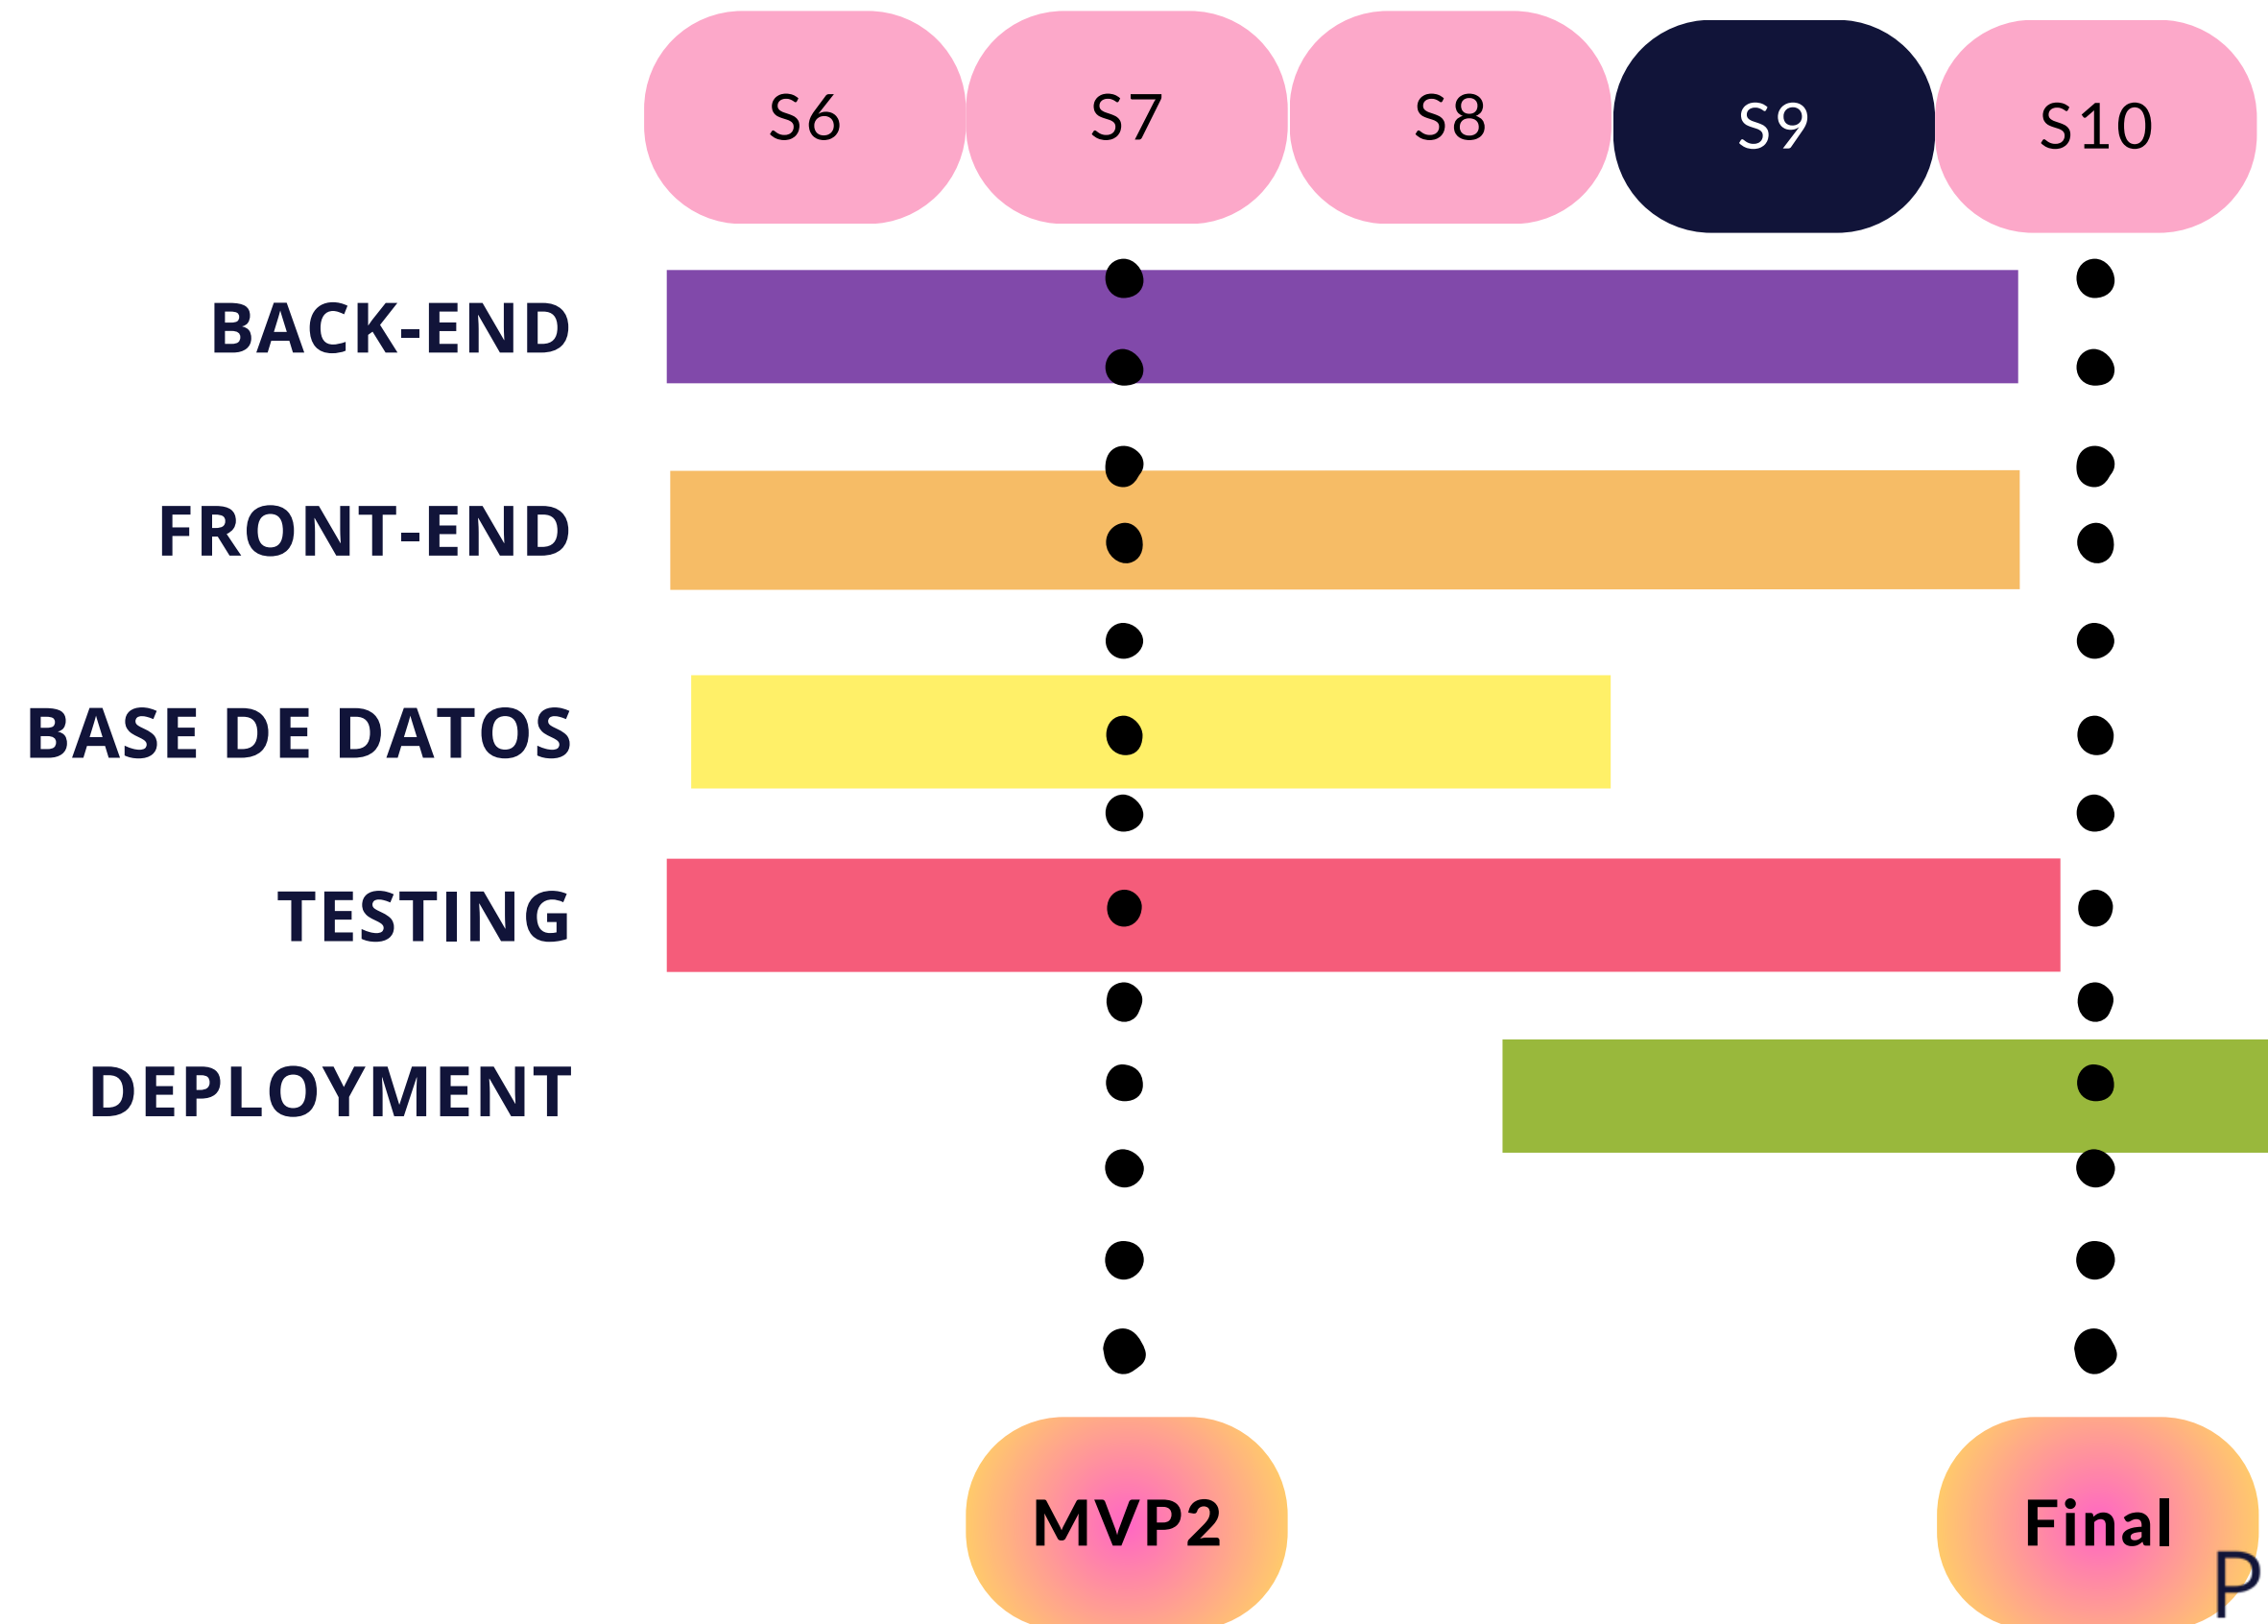 S6 S7 S8 S9 S10
BACK-END
FRONT-END
BASE DE DATOS
TESTING
DEPLOYMENT
MVP2 Final
P